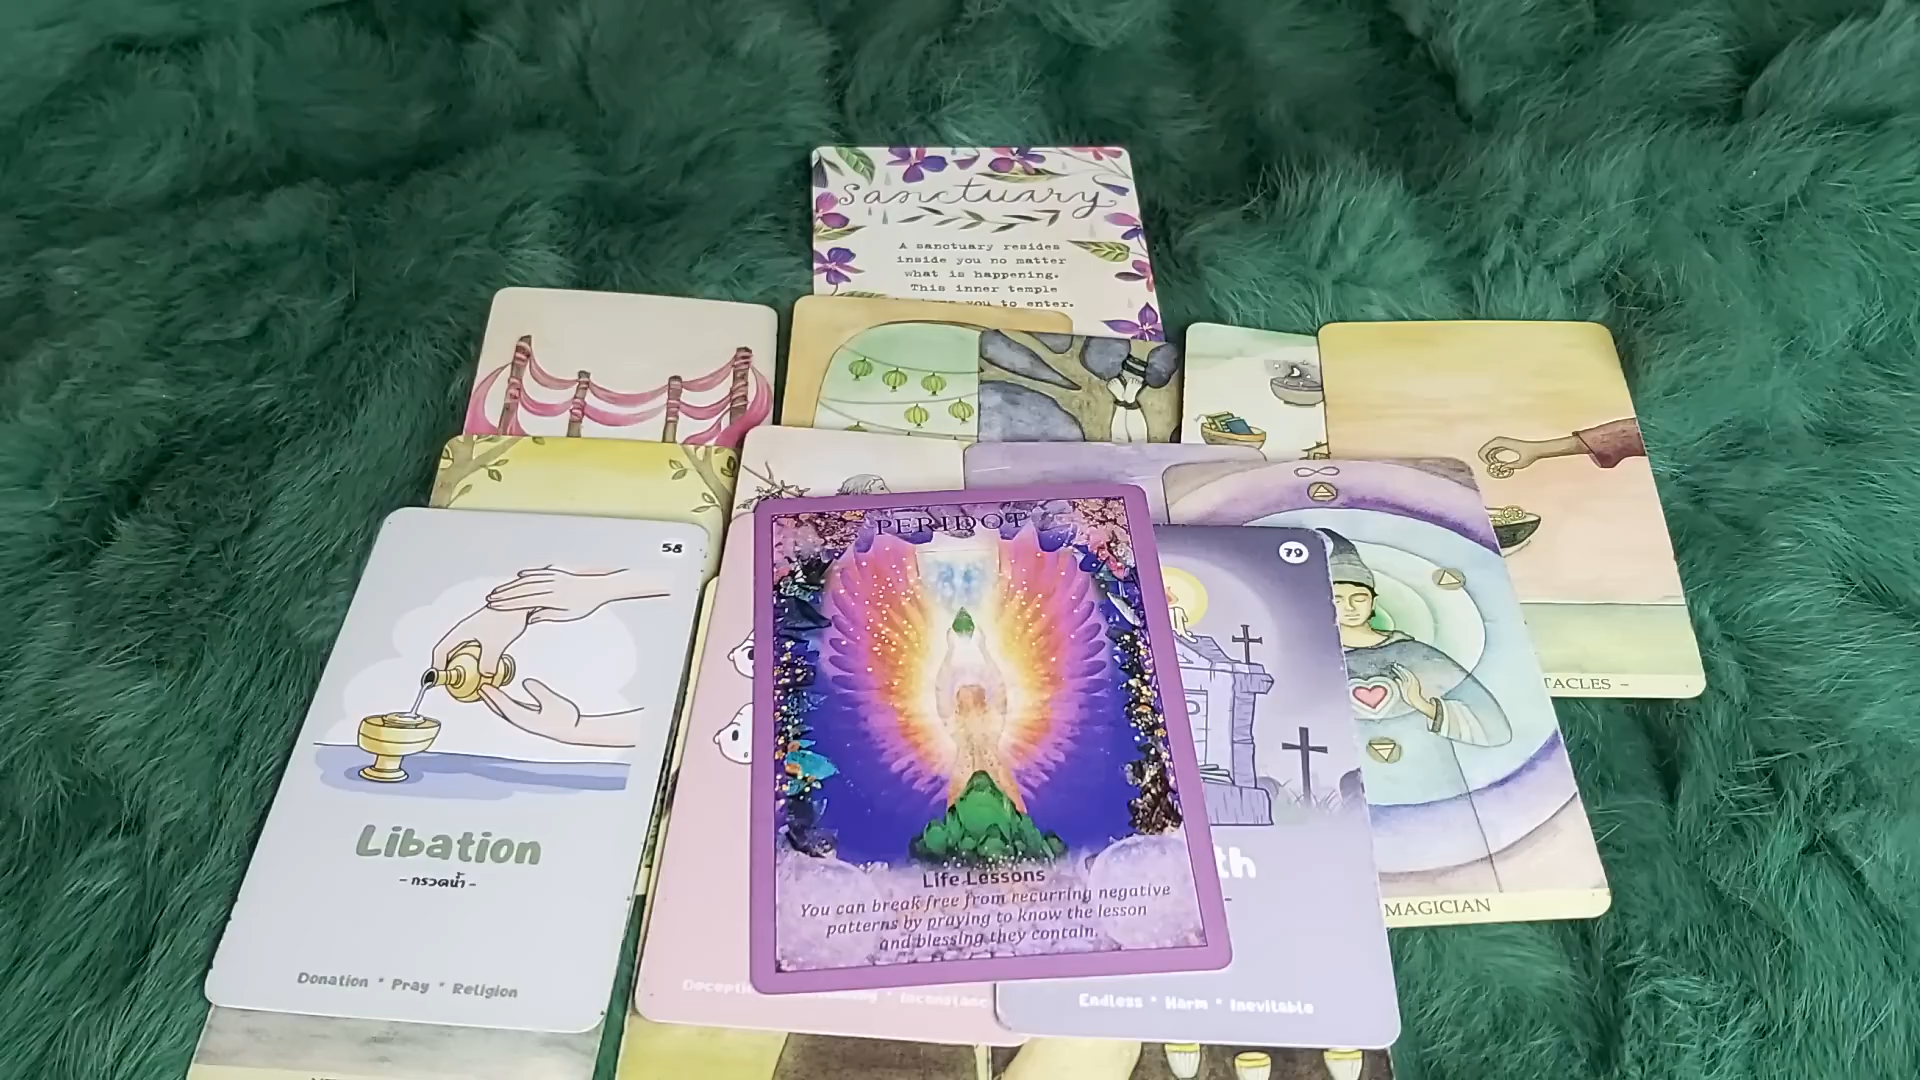 Sanctuary
A sanctuary resides
inside you no matter
what is happening.
This inner temple
you to enter.
58
Libation
- กรวดน้ำ -
Donation * Pray * Religion
PERIDOT
Life Lessons
You can break free from recurring negative
patterns by praying to know the lesson
and blessing they contain.
79
th
Endless * Harm * Inevitable
MAGICIAN
TACLES -